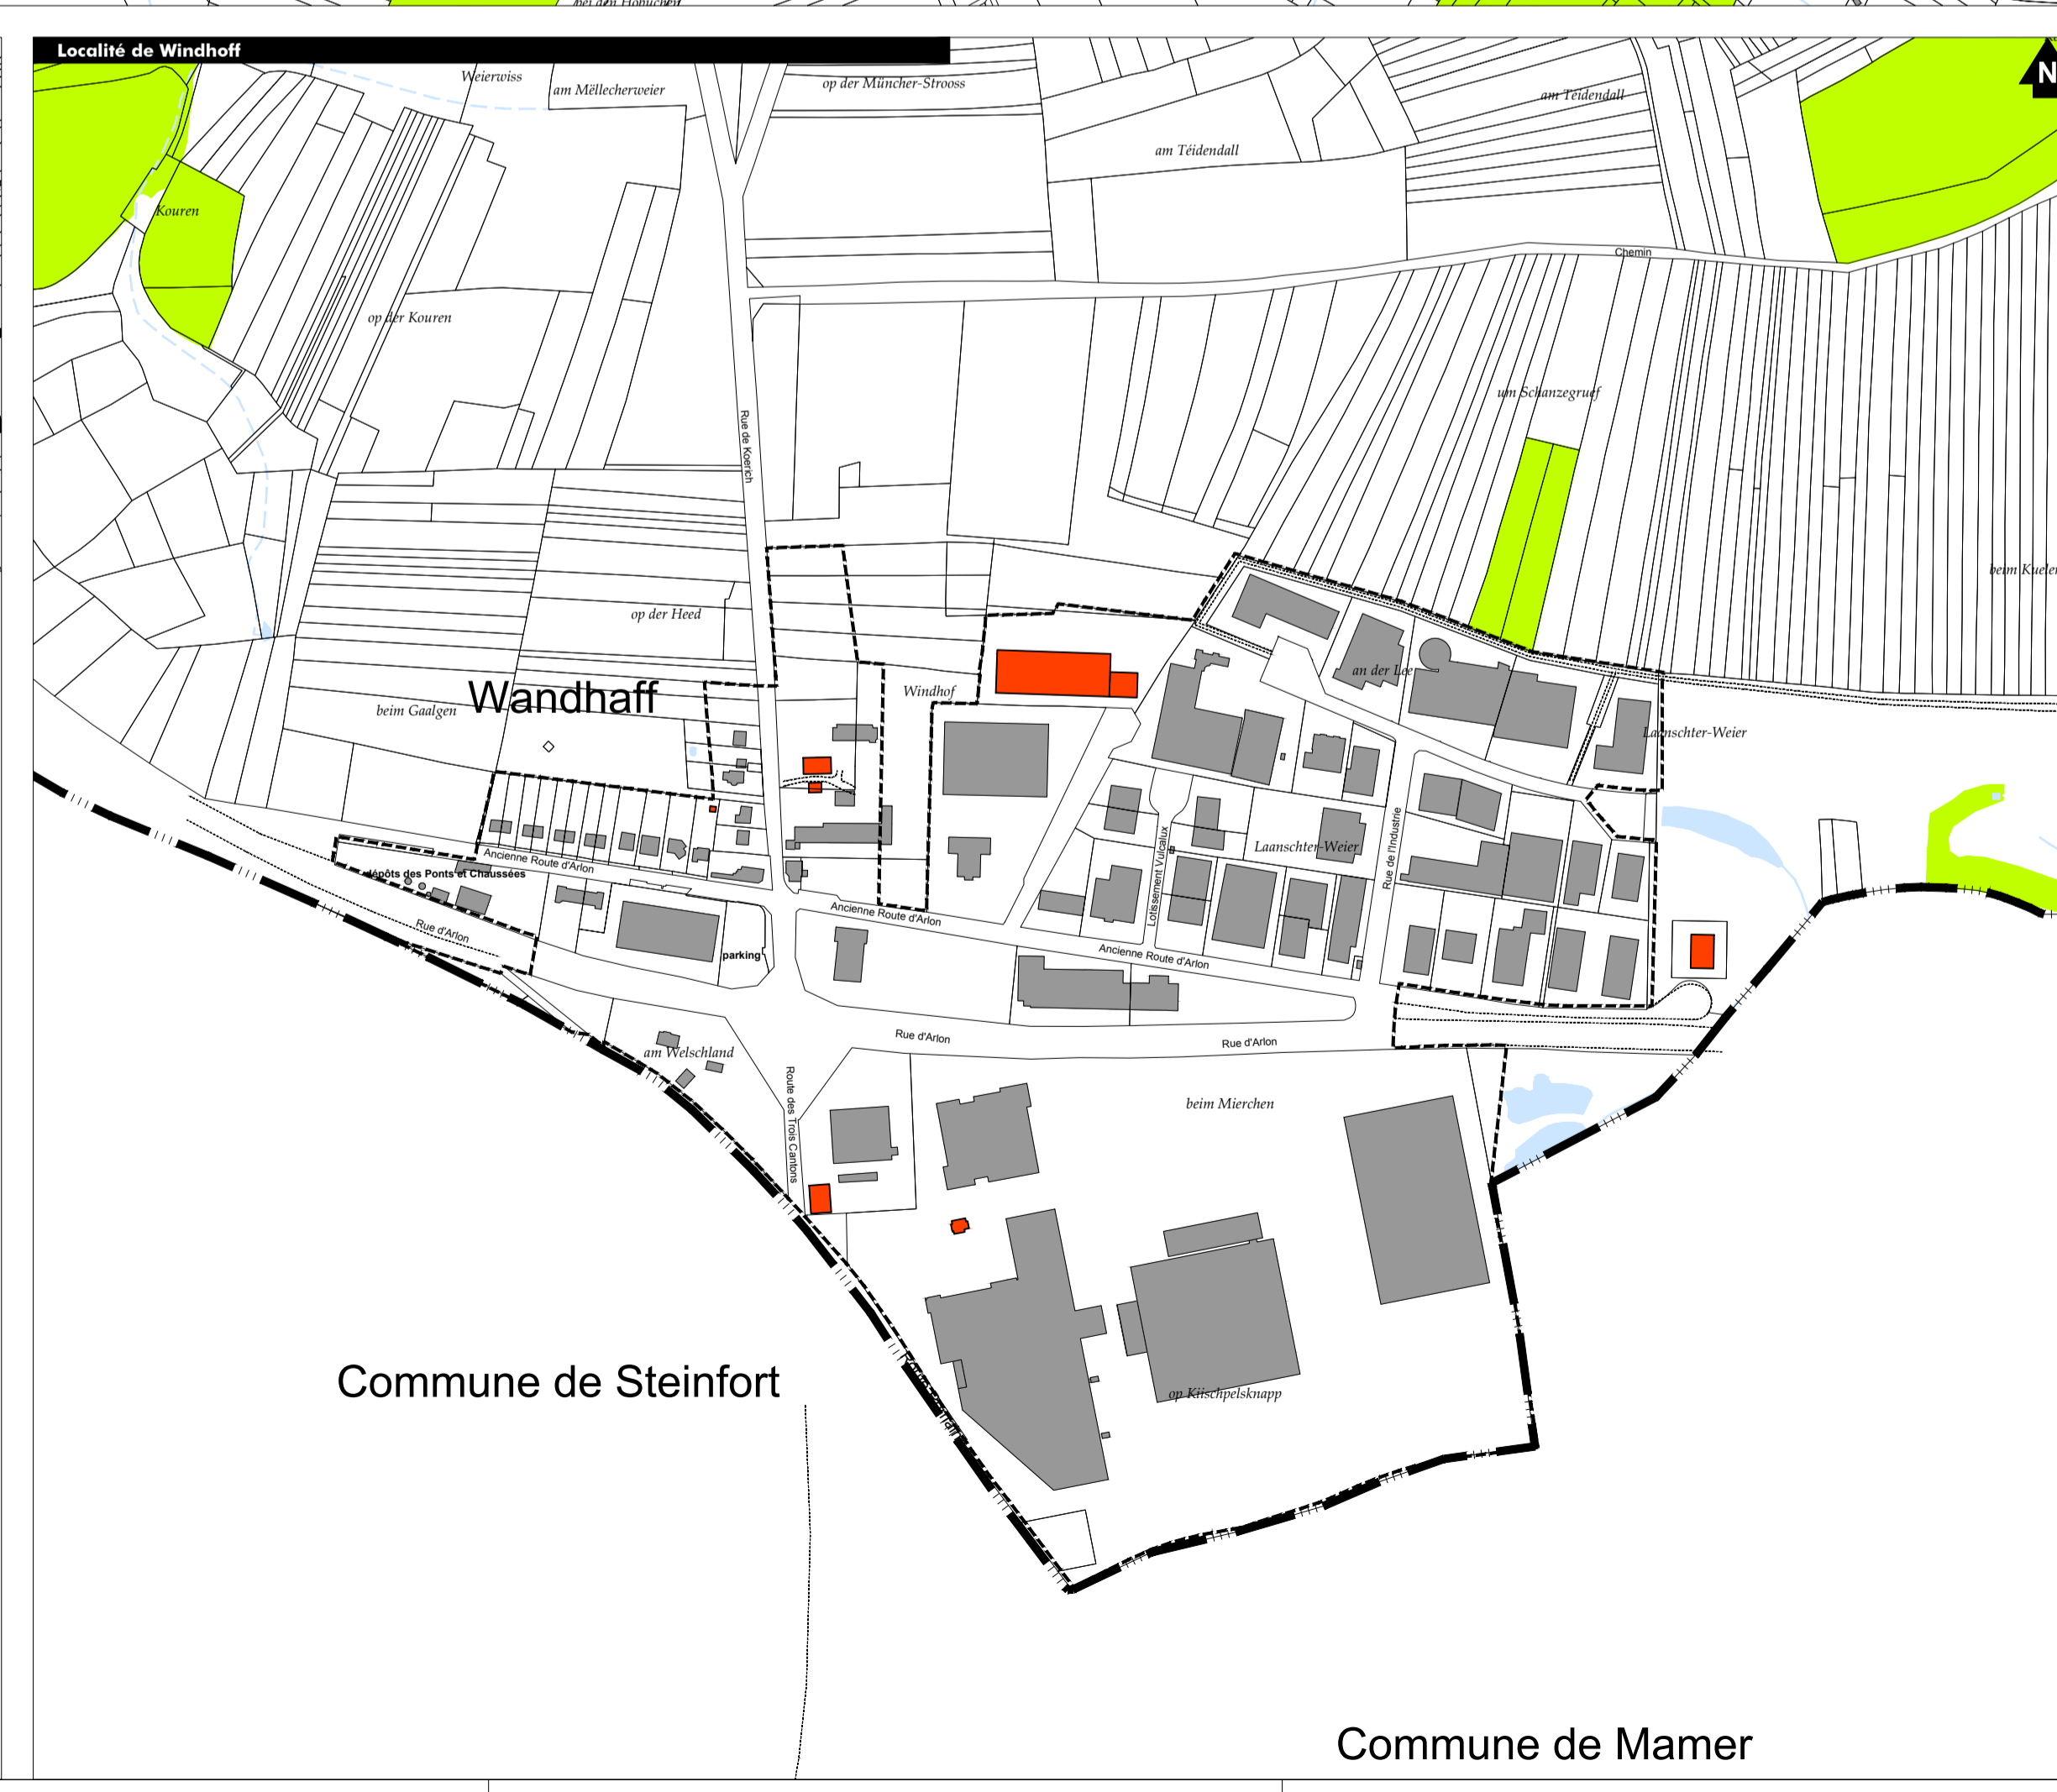 Localité de Windhoff
N
Weierwiss
am Mëllecherweier
op der Müncher-Strooss
am Téidendall
am Téidendall
Kouren
Chemin
op der Kouren
um Schanzegruef
Rue de Koerich
op der Heed
an der Lee
Windhof
Wandhaff
beim Gaalgen
Laanschter-Weier
Laanschter-Weier
Rue de l'Industrie
Lotissement Vulcalux
Ancienne Route d'Arlon
dépôts des Ponts et Chaussées
Ancienne Route d'Arlon
Rue d'Arlon
parking
Ancienne Route d'Arlon
Rue d'Arlon
Rue d'Arlon
am Welschland
Route des Trois Cantons
beim Mierchen
Commune de Steinfort
op Kiischpelsknapp
Commune de Mamer